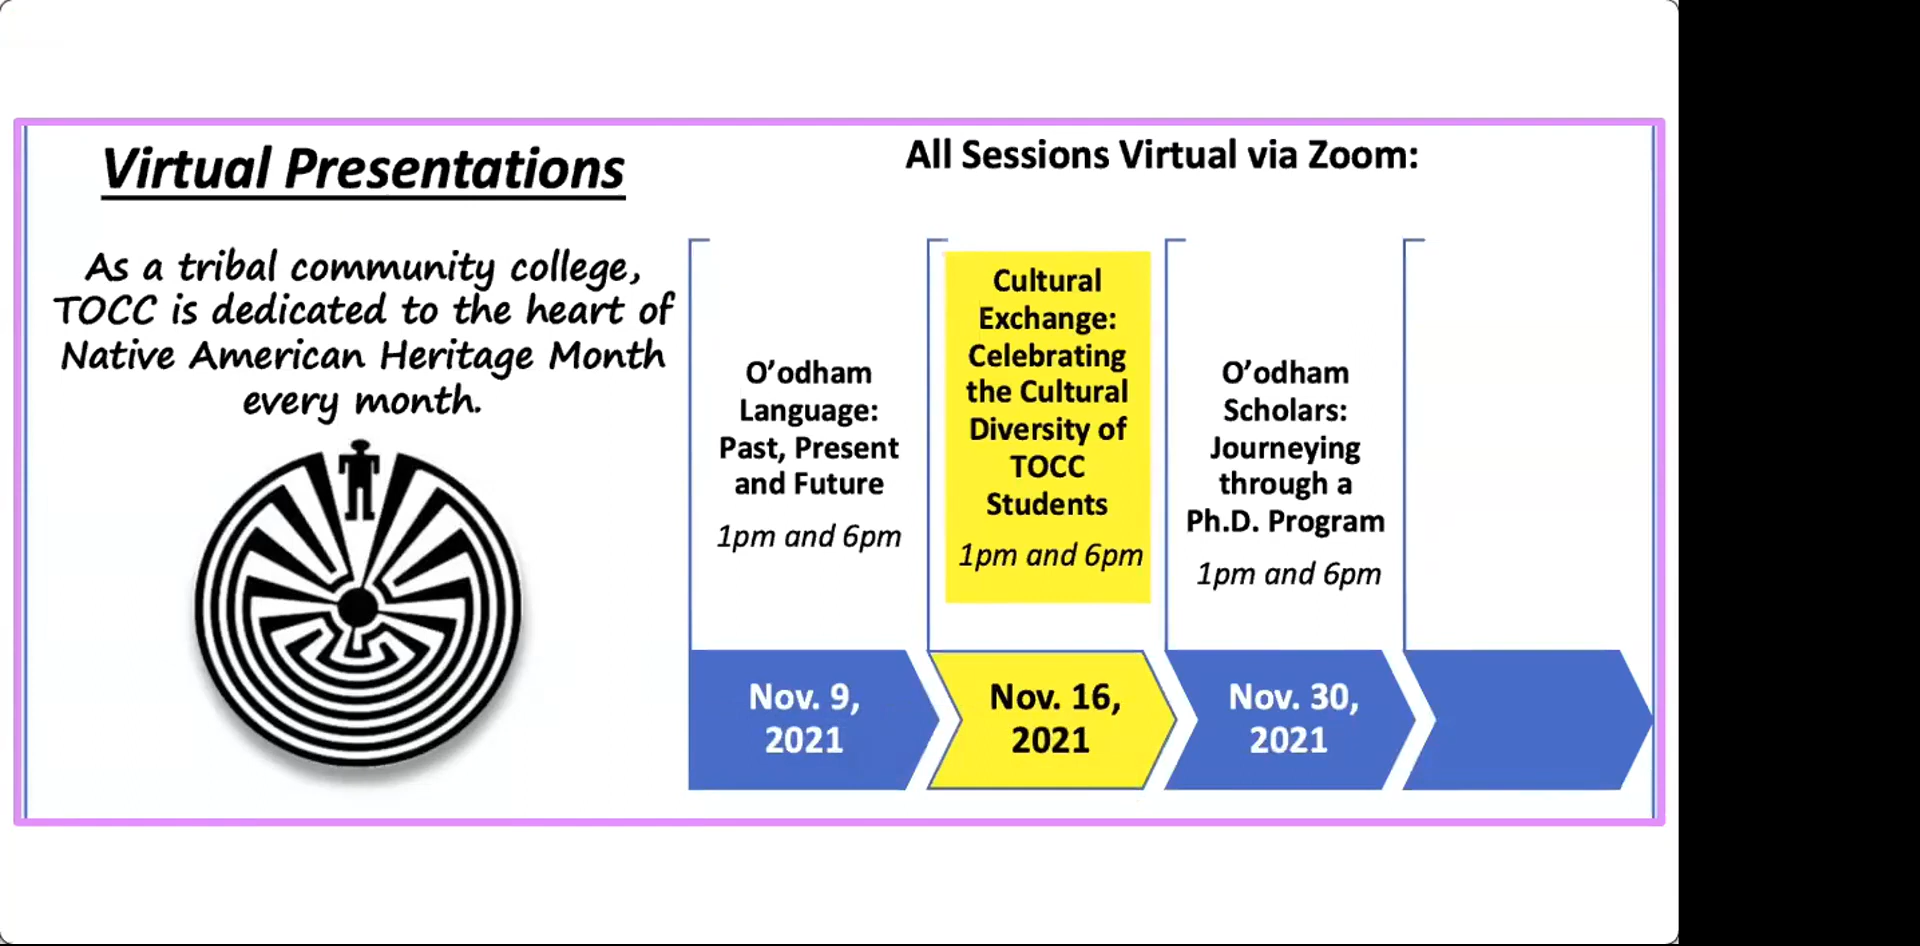 Virtual Presentations
As a tribal community college,
TOCC is dedicated to the heart of
Native American Heritage Month
every month.
All Sessions Virtual via Zoom:
O’odham
Language:
Past, Present
and Future
1pm and 6pm
Nov. 9,
2021
Cultural
Exchange:
Celebrating
the Cultural
Diversity of
TOCC
Students
1pm and 6pm
Nov. 16,
2021
O’odham
Scholars:
Journeying
through a
Ph.D. Program
1pm and 6pm
Nov. 30,
2021